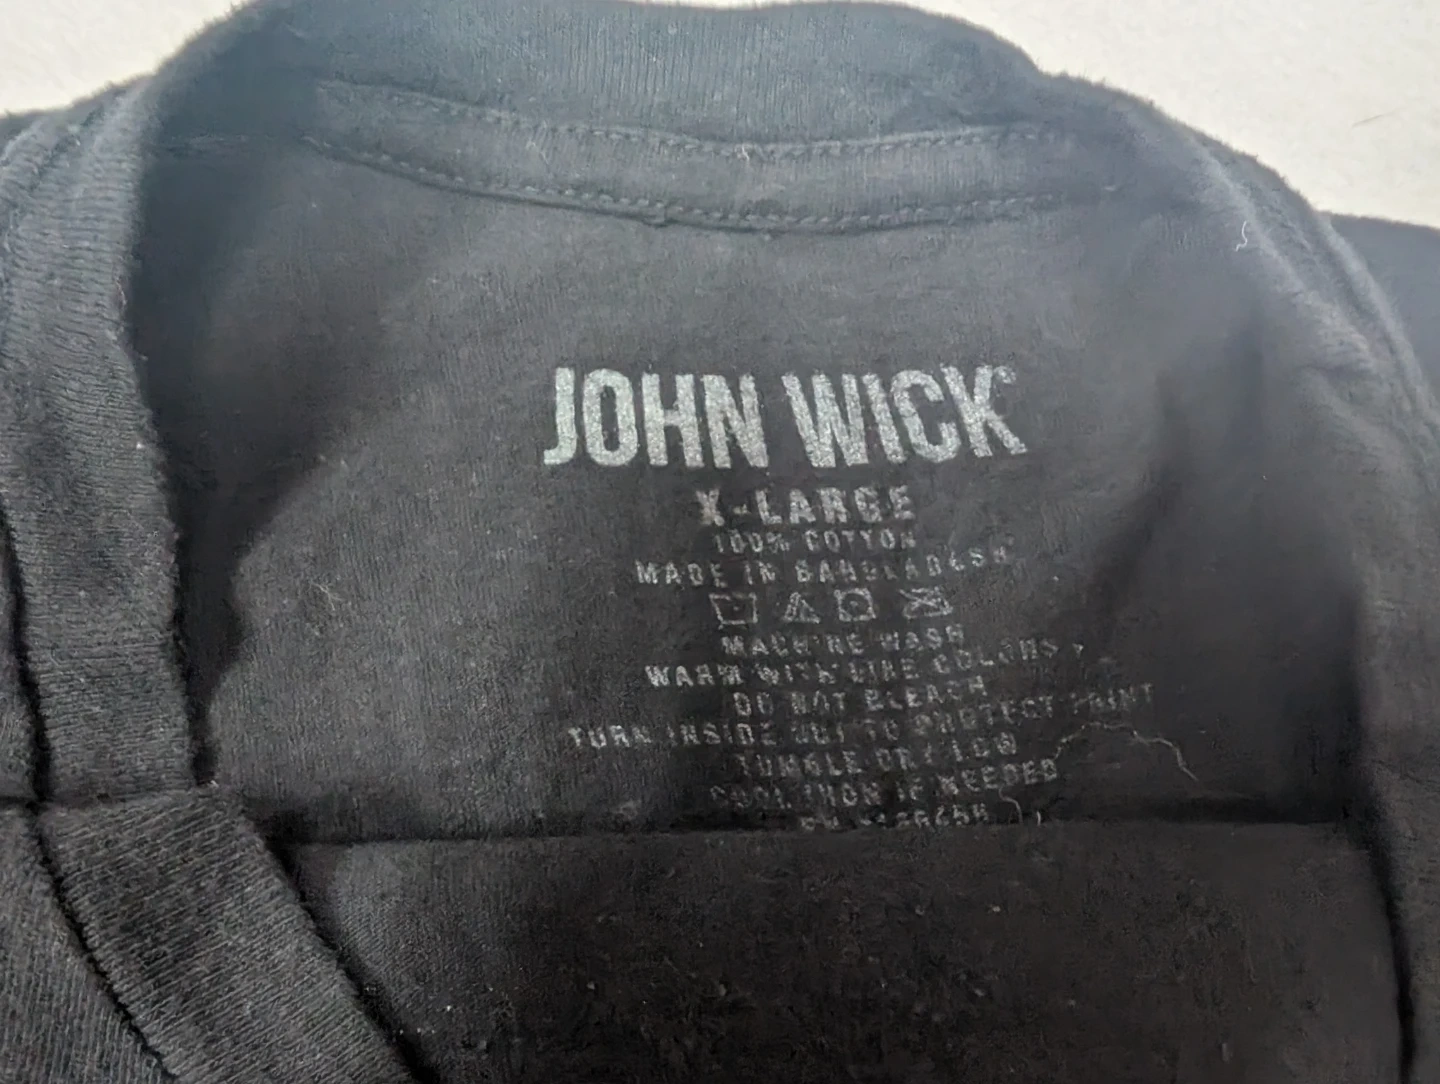 JOHN WICK®
X-LARGE
100% COTTON
MADE IN BANGLADESH
MACHINE WASH
WARM WITH LIKE COLORS
DO NOT BLEACH
TURN INSIDE OUT TO PROTECT PRINT
TUMBLE DRY LOW
COOL IRON IF NEEDED